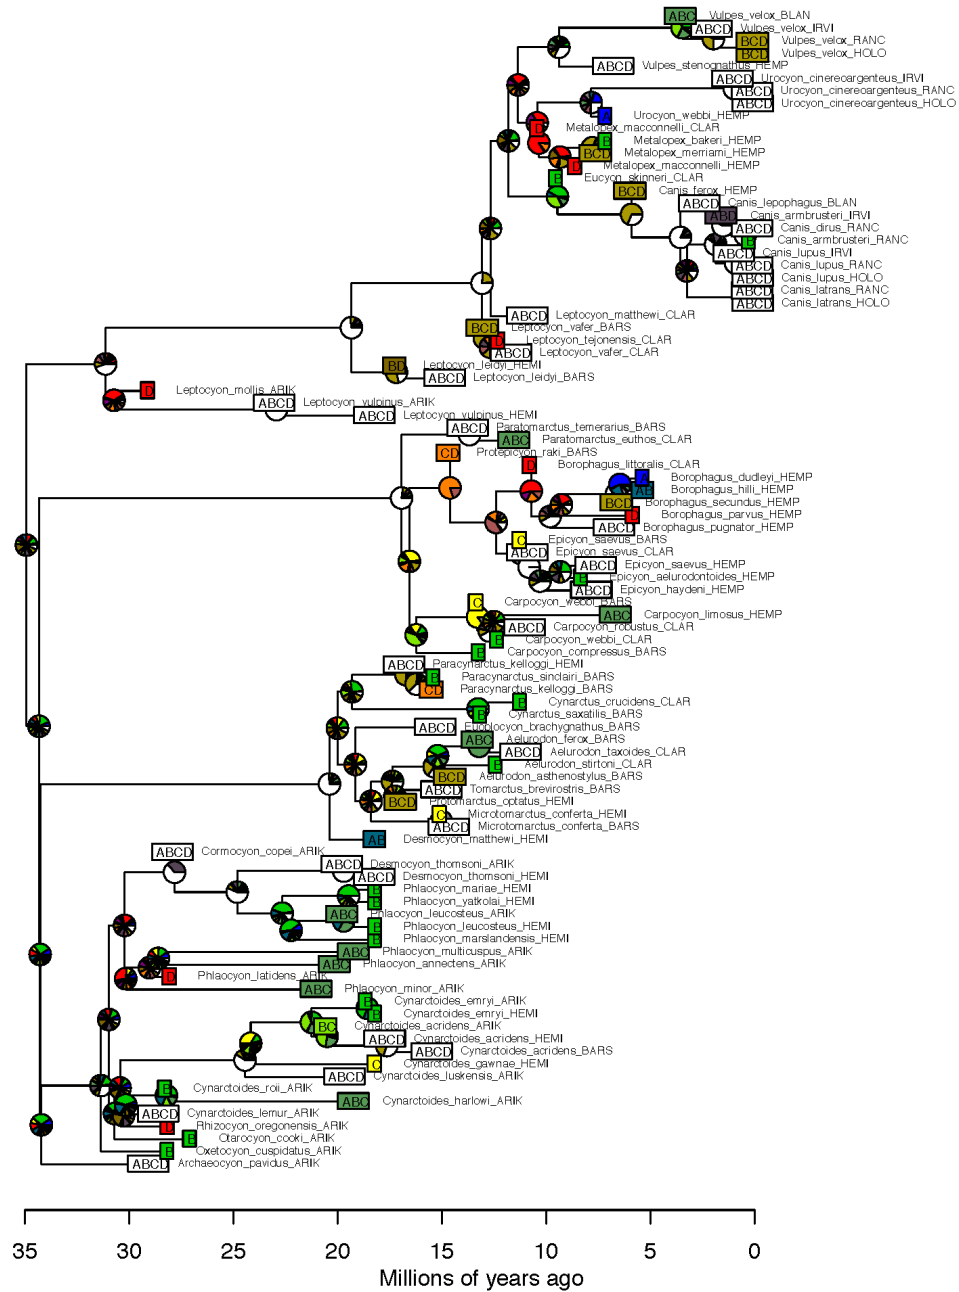 ABC Vulpes_velox_BLAN
ABCD Vulpes_velox_IRVI
BCD Vulpes_velox_RANC
BCD Vulpes_velox_HOLO
ABCD Vulpes_stenognathus_HEMP
ABCD Urocyon_cinereoargenteus_IRVI
ABCD Urocyon_cinereoargenteus_RANC
ABCD Urocyon_cinereoargenteus_HOLO
A Urocyon_webbi_HEMP
D Metalopex_macconnelli_CLAR
B Metalopex_bakeri_HEMP
BCD Metalopex_merriami_HEMP
D Metalopex_macconnelli_HEMP
B Eucyon_skinneri_CLAR
BCD Canis_ferox_HEMP
ABCD Canis_lepophagus_BLAN
ABD Canis_armbrusteri_IRVI
ABCD Canis_dirus_RANC
B Canis_armbrusteri_RANC
ABCD Canis_lupus_IRVI
ABCD Canis_lupus_RANC
ABCD Canis_lupus_HOLO
ABCD Canis_latrans_RANC
ABCD Canis_latrans_HOLO
ABCD Leptocyon_matthewi_CLAR
BCD Leptocyon_vafer_BARS
D Leptocyon_tejonensis_CLAR
ABCD Leptocyon_vafer_CLAR
BD Leptocyon_leidyi_HEMI
ABCD Leptocyon_leidyi_BARS
D Leptocyon_mollis_ARIK
ABCD Leptocyon_vulpinus_ARIK
ABCD Leptocyon_vulpinus_HEMI
ABCD Paratomarctus_temerarius_BARS
ABC Paratomarctus_euthos_CLAR
CD Protepicyon_raki_BARS
D Borophagus_littoralis_CLAR
A Borophagus_dudleyi_HEMP
AB Borophagus_hilli_HEMP
BCD Borophagus_secundus_HEMP
D Borophagus_parvus_HEMP
ABCD Borophagus_pugnator_HEMP
C Epicyon_saevus_BARS
ABCD Epicyon_saevus_CLAR
ABCD Epicyon_saevus_HEMP
B Epicyon_aelurodontoides_HEMP
ABCD Epicyon_haydeni_HEMP
C Carpocyon_webbi_BARS
ABC Carpocyon_limosus_HEMP
ABCD Carpocyon_robustus_CLAR
B Carpocyon_webbi_CLAR
B Carpocyon_compressus_BARS
ABCD Paracynarctus_kelloggi_HEMI
B Paracynarctus_sinclairi_BARS
CD Paracynarctus_kelloggi_BARS
B Cynarctus_crucidens_CLAR
B Cynarctus_saxatilis_BARS
ABCD Euoplocyon_brachygnathus_BARS
ABC Aelurodon_ferox_BARS
ABCD Aelurodon_taxoides_CLAR
B Aelurodon_stirtoni_CLAR
BCD Aelurodon_asthenostylus_BARS
ABCD Tomarctus_brevirostris_BARS
BCD Protomarctus_optatus_HEMI
C Microtomarctus_conferta_HEMI
ABCD Microtomarctus_conferta_BARS
AB Desmocyon_matthewi_HEMI
ABCD Cormocyon_copei_ARIK
ABCD Desmocyon_thomsoni_ARIK
ABCD Desmocyon_thomsoni_HEMI
B Phlaocyon_mariae_HEMI
B Phlaocyon_yatkolai_HEMI
ABC Phlaocyon_leucosteus_ARIK
B Phlaocyon_leucosteus_HEMI
B Phlaocyon_marslandensis_HEMI
ABC Phlaocyon_multicuspus_ARIK
ABC Phlaocyon_annectens_ARIK
D Phlaocyon_latidens_ARIK
ABC Phlaocyon_minor_ARIK
B Cynarctoides_emryi_ARIK
B Cynarctoides_emryi_HEMI
BC Cynarctoides_acridens_ARIK
ABCD Cynarctoides_acridens_HEMI
ABCD Cynarctoides_acridens_BARS
C Cynarctoides_gawnae_HEMI
ABCD Cynarctoides_luskensis_ARIK
B Cynarctoides_roii_ARIK
ABC Cynarctoides_harlowi_ARIK
ABCD Cynarctoides_lemur_ARIK
D Rhizocyon_oregonensis_ARIK
B Otarocyon_cooki_ARIK
B Oxetocyon_cuspidatus_ARIK
ABCD Archaeocyon_pavidus_ARIK
35 30 25 20 15 10 5 0
Millions of years ago